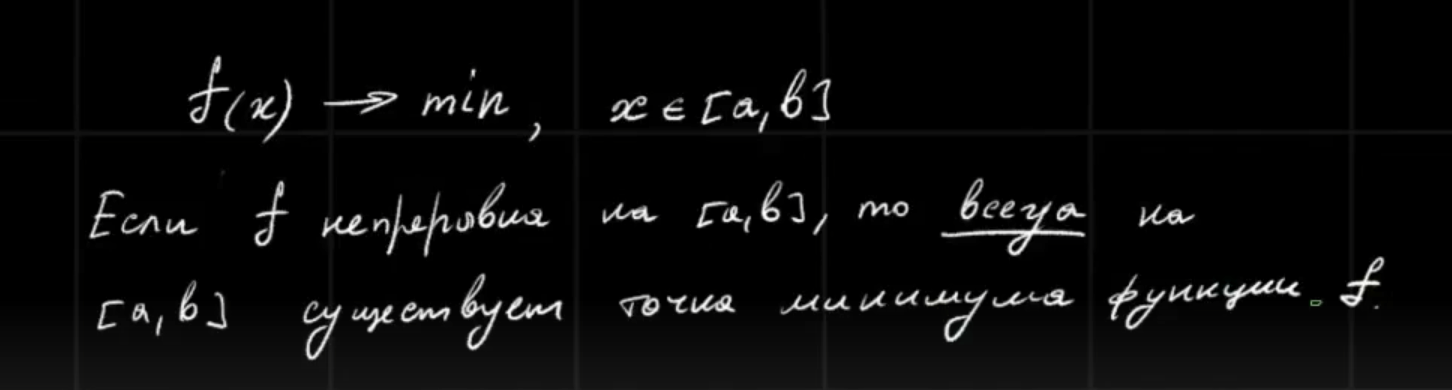 f(x) → min, x ∈ [a, b]
Если f непрерывна на [a, b], то всегда на
[a, b] существует точка минимума функции f.